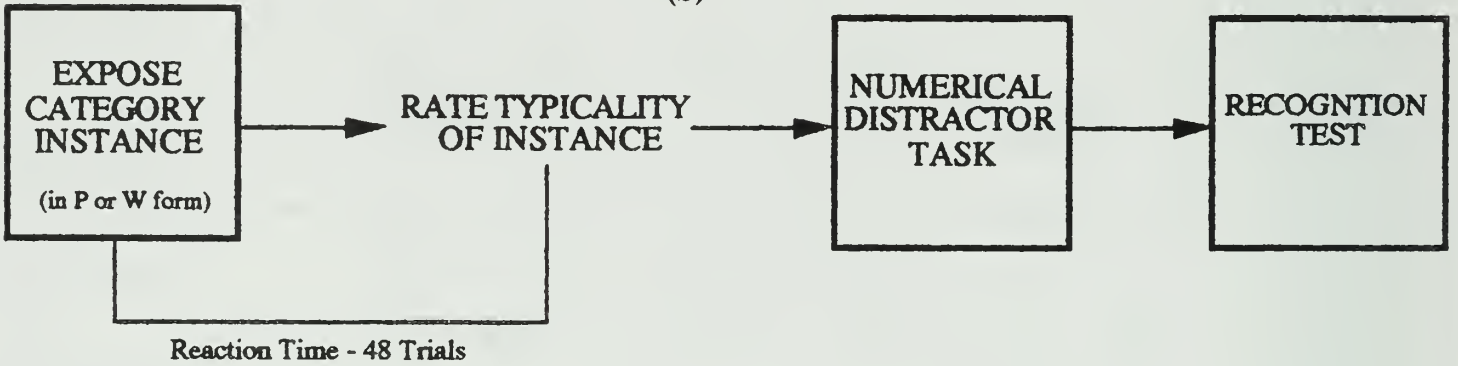 EXPOSE
CATEGORY
INSTANCE
(in P or W form)
RATE TYPICALITY
OF INSTANCE
NUMERICAL
DISTRACTOR
TASK
RECOGNTION
TEST
Reaction Time - 48 Trials